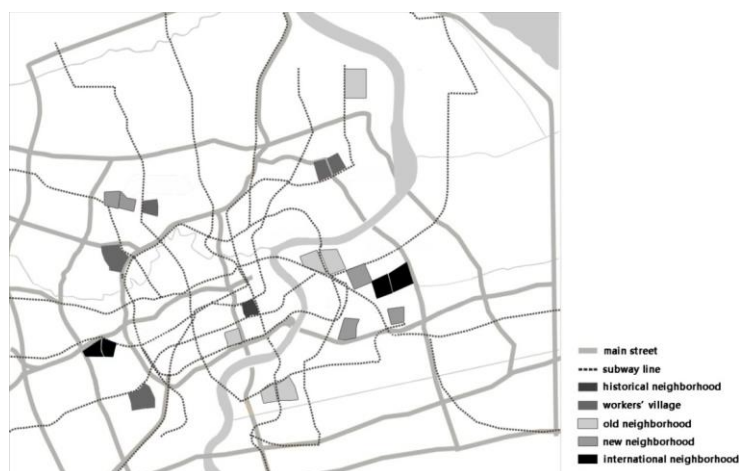 main street
subway line
historical neighborhood
workers' village
old neighborhood
new neighborhood
international neighborhood